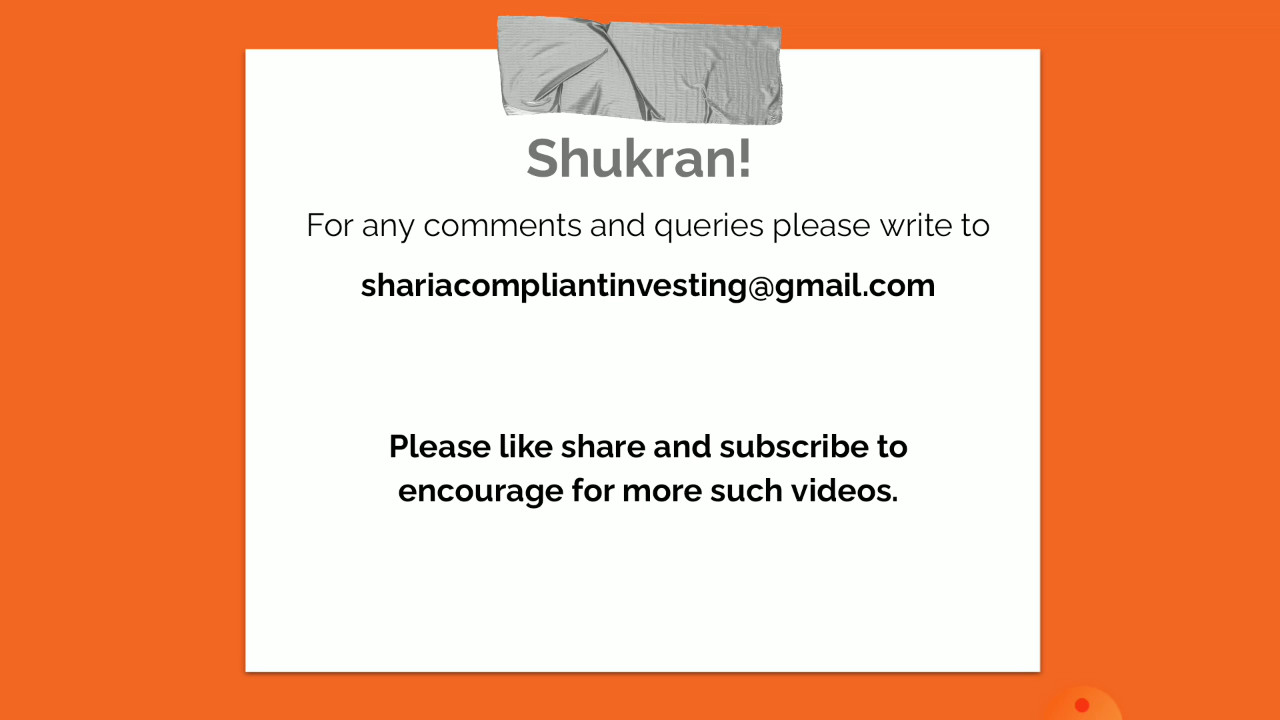 Shukran!
For any comments and queries please write to
shariacompliantinvesting@gmail.com
Please like share and subscribe to
encourage for more such videos.